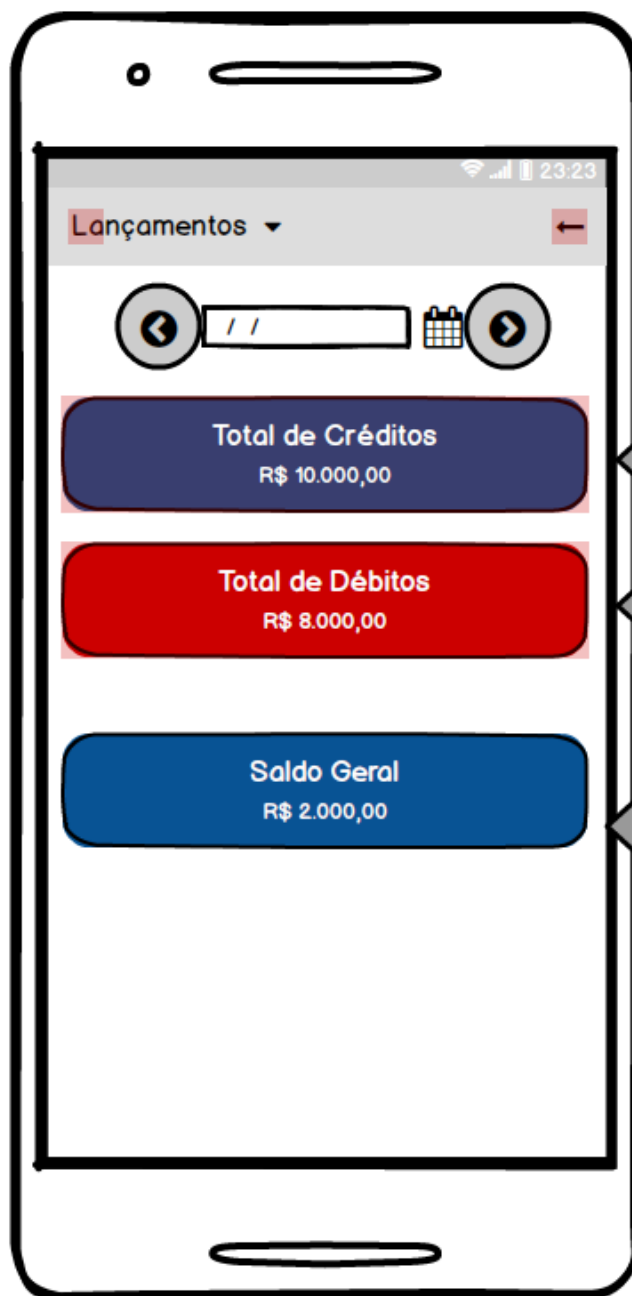 23:23
Lançamentos
/ /
Total de Créditos
R$ 10.000,00
Total de Débitos
R$ 8.000,00
Saldo Geral
R$ 2.000,00